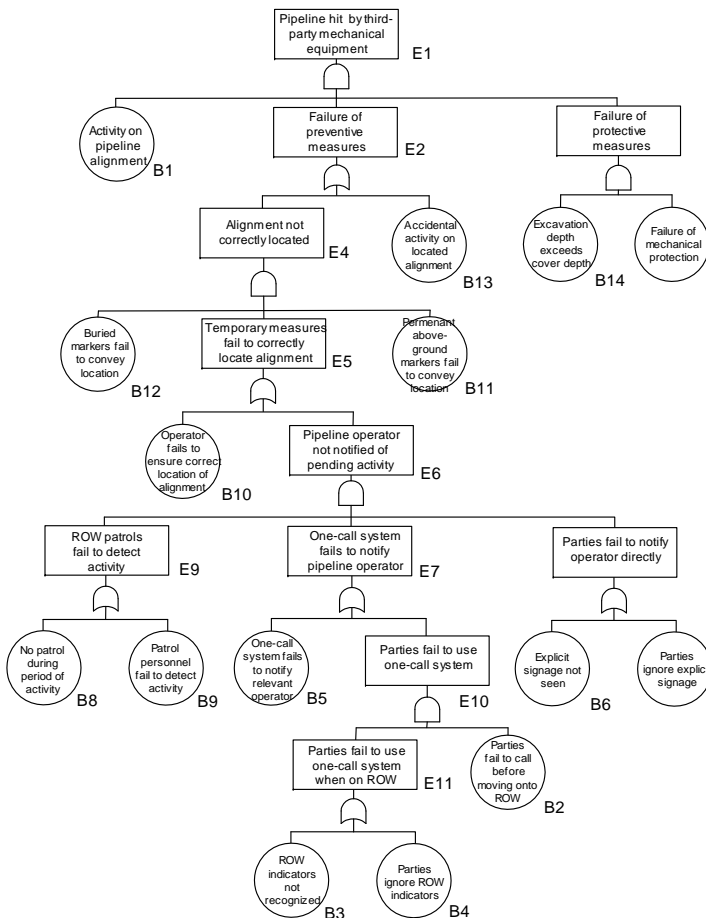 Pipeline hit by third-
party mechanical
equipment
E1
Activity on
pipeline
alignment
B1
Failure of
preventive
measures
E2
Failure of
protective
measures
Alignment not
correctly located
E4
Accidental
activity on
located
alignment
B13
Excavation
depth
exceeds
cover depth
B14
Failure of
mechanical
protection
Buried
markers fail
to convey
location
B12
Temporary measures
fail to correctly
locate alignment
E5
Permenant
above-
ground
markers fail
to convey
location
B11
Operator
fails to
ensure correct
location of
alignment
B10
Pipeline operator
not notified of
pending activity
E6
ROW patrols
fail to detect
activity
E9
One-call system
fails to notify
pipeline operator
E7
Parties fail to notify
operator directly
No patrol
during
period of
activity
B8
Patrol
personnel
fail to detect
activity
B9
One-call
system fails
to notify
relevant
operator
B5
Parties fail to use
one-call system
E10
Explicit
signage not
seen
B6
Parties
ignore explic
signage
Parties fail to use
one-call system
when on ROW
E11
Parties
fail to call
before
moving onto
ROW
B2
ROW
indicators
not
recognized
B3
Parties
ignore ROW
indicators
B4